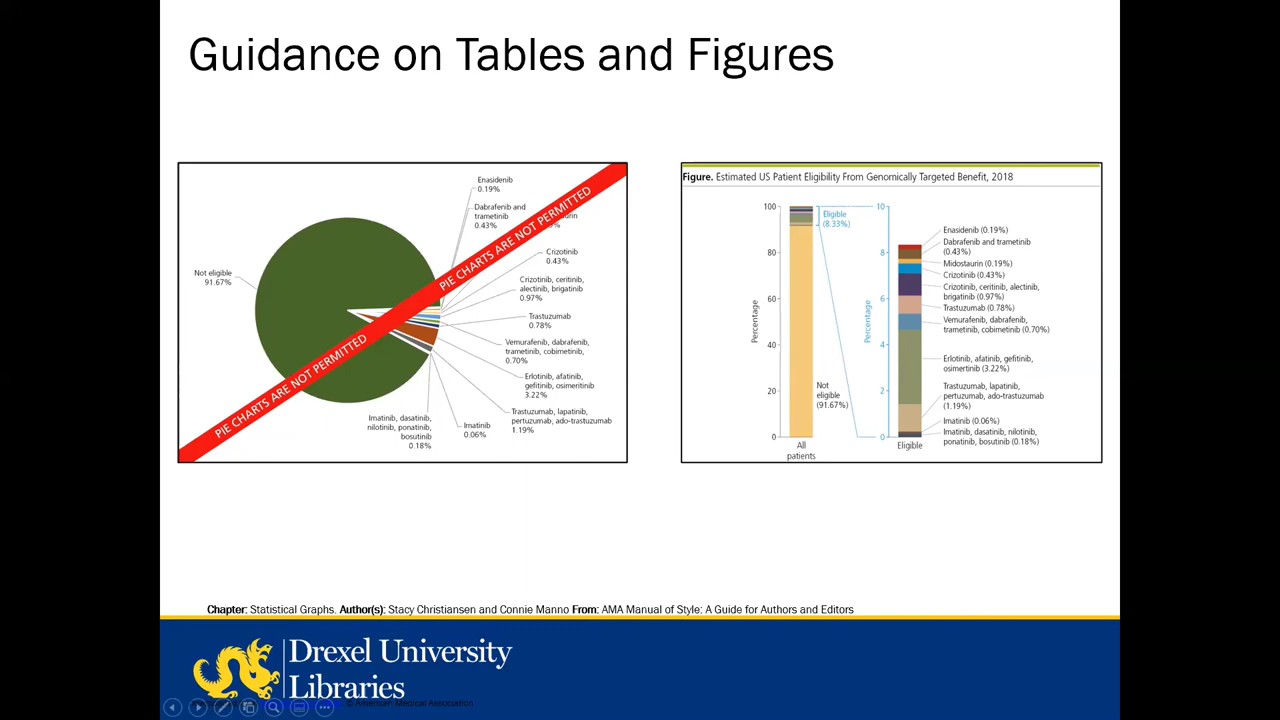 Guidance on Tables and Figures
Enasidenib
0.19%
Dabrafenib and
trametinib
0.43%
Crizotinib
0.43%
Crizotinib, ceritinib,
alectinib, brigatinib
0.97%
Trastuzumab
0.78%
Vemurafenib, dabrafenib,
trametinib, cobimetinib,
0.70%
Erlotinib, afatinib,
gefitinib, osimeritinib
3.22%
Trastuzumab, lapatinib,
pertuzumab, ado-trastuzumab
1.19%
Imatinib
0.06%
Imatinib, dasatinib,
nilotinib, ponatinib,
bosutinib
0.18%
Not eligible
91.67%
PIE CHARTS ARE NOT PERMITTED
PIE CHARTS ARE NOT PERMITTED
Figure. Estimated US Patient Eligibility From Genomically Targeted Benefit, 2018
Percentage
100
80
60
40
20
0
All
patients
Not
eligible
(91.67%)
Eligible
(8.33%)
Percentage
10
8
6
4
2
0
Eligible
Enasidenib (0.19%)
Dabrafenib and trametinib
(0.43%)
Midostaurin (0.19%)
Crizotinib (0.43%)
Crizotinib, ceritinib, alectinib,
brigatinib (0.97%)
Trastuzumab (0.78%)
Vemurafenib, dabrafenib,
trametinib, cobimetinib (0.70%)
Erlotinib, afatinib, gefitinib,
osimertinib (3.22%)
Trastuzumab, lapatinib,
pertuzumab, ado-trastuzumab
(1.19%)
Imatinib (0.06%)
Imatinib, dasatinib, nilotinib,
ponatinib, bosutinib (0.18%)
Chapter: Statistical Graphs. Author(s): Stacy Christiansen and Connie Manno From: AMA Manual of Style: A Guide for Authors and Editors
Drexel University
Libraries
© American Medical Association